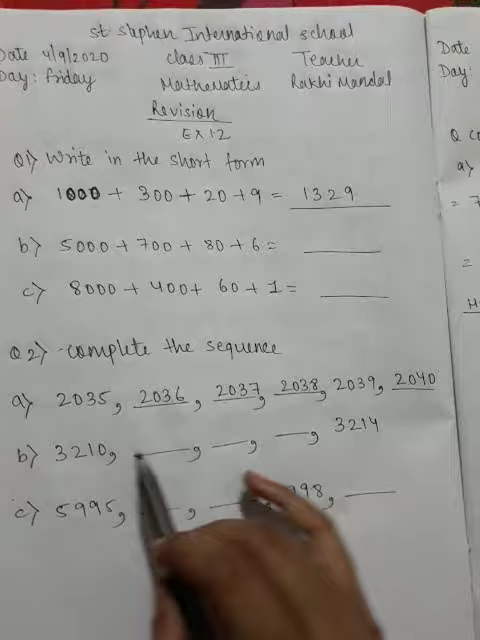 st Stephen International school
Date 4/9/2020 class III Teacher
Day: friday Mathematics Rakhi Mandal
Revision
Ex 1.2
Q1) Write in the short form
a) 1000 + 300 + 20 + 9 = 1329
b) 5000 + 700 + 80 + 6 =
c) 8000 + 400 + 60 + 1 =
Q2) complete the sequence
a) 2035, 2036, 2037, 2038, 2039, 2040
b) 3210, , , , 3214
c) 5995, , , 998,
Date
Day:
Q
a)
= 7
=